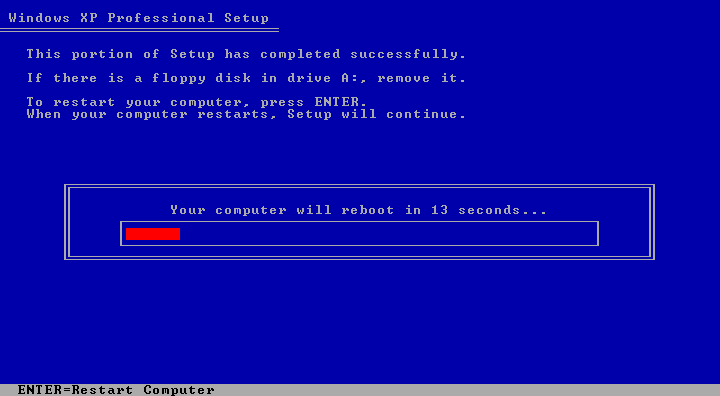 Windows XP Professional Setup
This portion of Setup has completed successfully.
If there is a floppy disk in drive A:, remove it.
To restart your computer, press ENTER.
When your computer restarts, Setup will continue.
Your computer will reboot in 13 seconds...
ENTER=Restart Computer